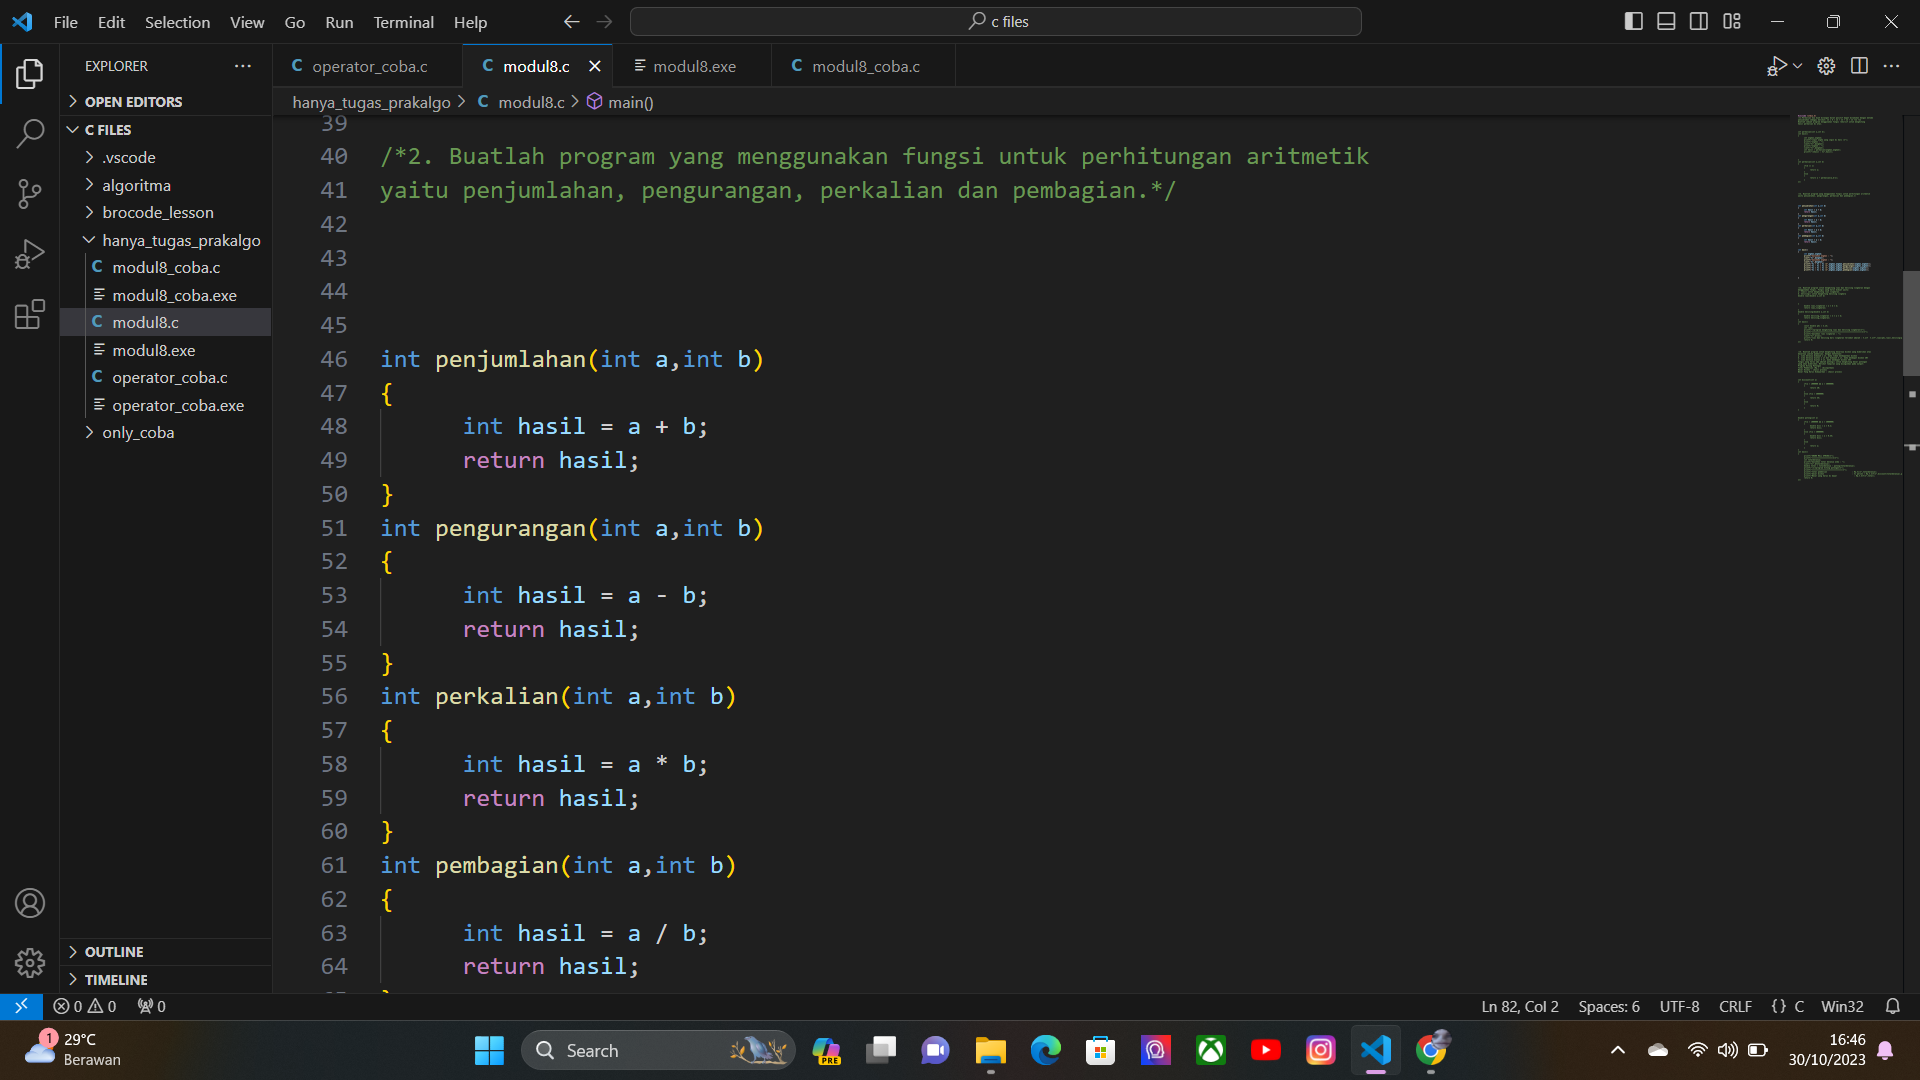 File Edit Selection View Go Run Terminal Help
c files
EXPLORER
operator_coba.c
modul8.c
modul8.exe
modul8_coba.c
hanya_tugas_prakalgo > modul8.c > main()
OPEN EDITORS
C FILES
.vscode
algoritma
brocode_lesson
hanya_tugas_prakalgo
modul8_coba.c
modul8_coba.exe
modul8.c
modul8.exe
operator_coba.c
operator_coba.exe
only_coba
OUTLINE
TIMELINE
39
40 /*2. Buatlah program yang menggunakan fungsi untuk perhitungan aritmetik
41 yaitu penjumlahan, pengurangan, perkalian dan pembagian.*/
42
43
44
45
46 int penjumlahan(int a,int b)
47 {
48 int hasil = a + b;
49 return hasil;
50 }
51 int pengurangan(int a,int b)
52 {
53 int hasil = a - b;
54 return hasil;
55 }
56 int perkalian(int a,int b)
57 {
58 int hasil = a * b;
59 return hasil;
60 }
61 int pembagian(int a,int b)
62 {
63 int hasil = a / b;
64 return hasil;
0 0 0
Ln 82, Col 2 Spaces: 6 UTF-8 CRLF {} C Win32
1
29°C
Berawan
Search
PRE
16:46
30/10/2023